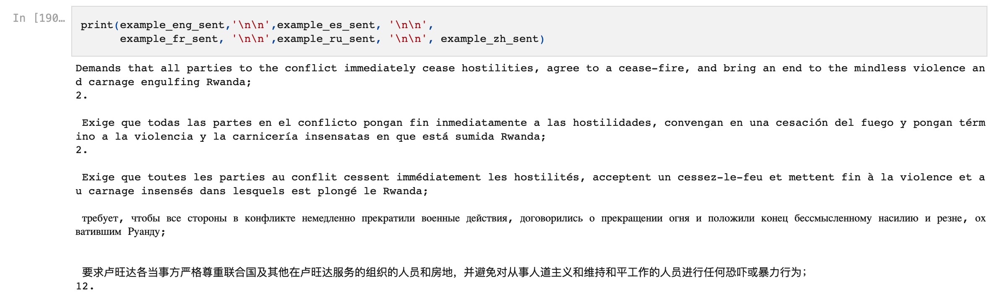 In [190…
print(example_eng_sent,'\n\n',example_es_sent, '\n\n',
example_fr_sent, '\n\n',example_ru_sent, '\n\n', example_zh_sent)
Demands that all parties to the conflict immediately cease hostilities, agree to a cease-fire, and bring an end to the mindless violence an
d carnage engulfing Rwanda;
2.
Exige que todas las partes en el conflicto pongan fin inmediatamente a las hostilidades, convengan en una cesación del fuego y pongan térm
ino a la violencia y la carnicería insensatas en que está sumida Rwanda;
2.
Exige que toutes les parties au conflit cessent immédiatement les hostilités, acceptent un cessez-le-feu et mettent fin à la violence et a
u carnage insensés dans lesquels est plongé le Rwanda;
требует, чтобы все стороны в конфликте немедленно прекратили военные действия, договорились о прекращении огня и положили конец бессмысленному насилию и резне, ох
ватившим Руанду;
要求卢旺达各当事方严格尊重联合国及其他在卢旺达服务的组织的人员和房地，并避免对从事人道主义和维持和平工作的人员进行任何恐吓或暴力行为；
12.